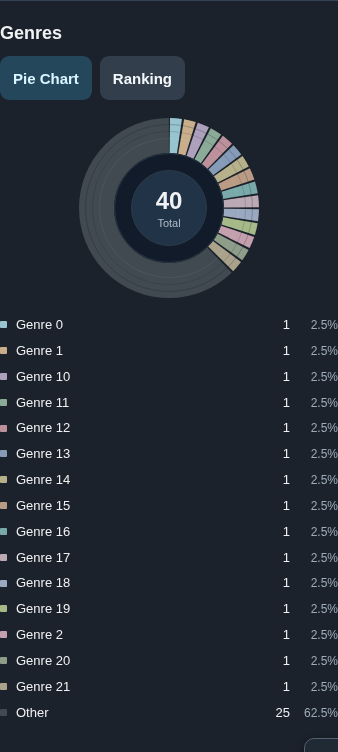 Genres
Pie Chart Ranking
40
Total
Genre 0 1 2.5%
Genre 1 1 2.5%
Genre 10 1 2.5%
Genre 11 1 2.5%
Genre 12 1 2.5%
Genre 13 1 2.5%
Genre 14 1 2.5%
Genre 15 1 2.5%
Genre 16 1 2.5%
Genre 17 1 2.5%
Genre 18 1 2.5%
Genre 19 1 2.5%
Genre 2 1 2.5%
Genre 20 1 2.5%
Genre 21 1 2.5%
Other 25 62.5%